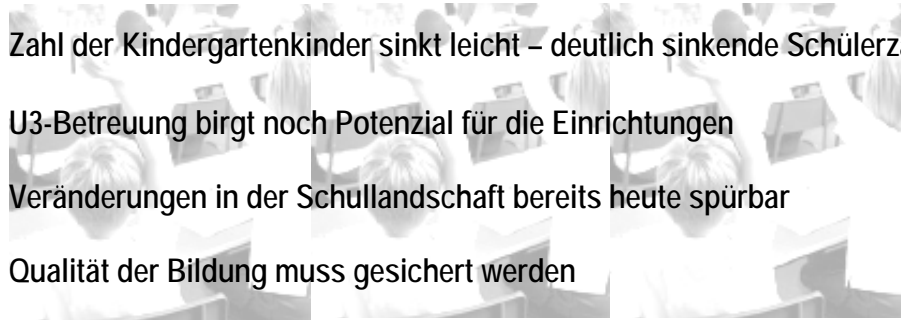 Zahl der Kindergartenkinder sinkt leicht – deutlich sinkende
U3-Betreuung birgt noch Potenzial für die Einrichtungen
Veränderungen in der Schullandschaft bereits heute spürbar
Qualität der Bildung muss gesichert werden